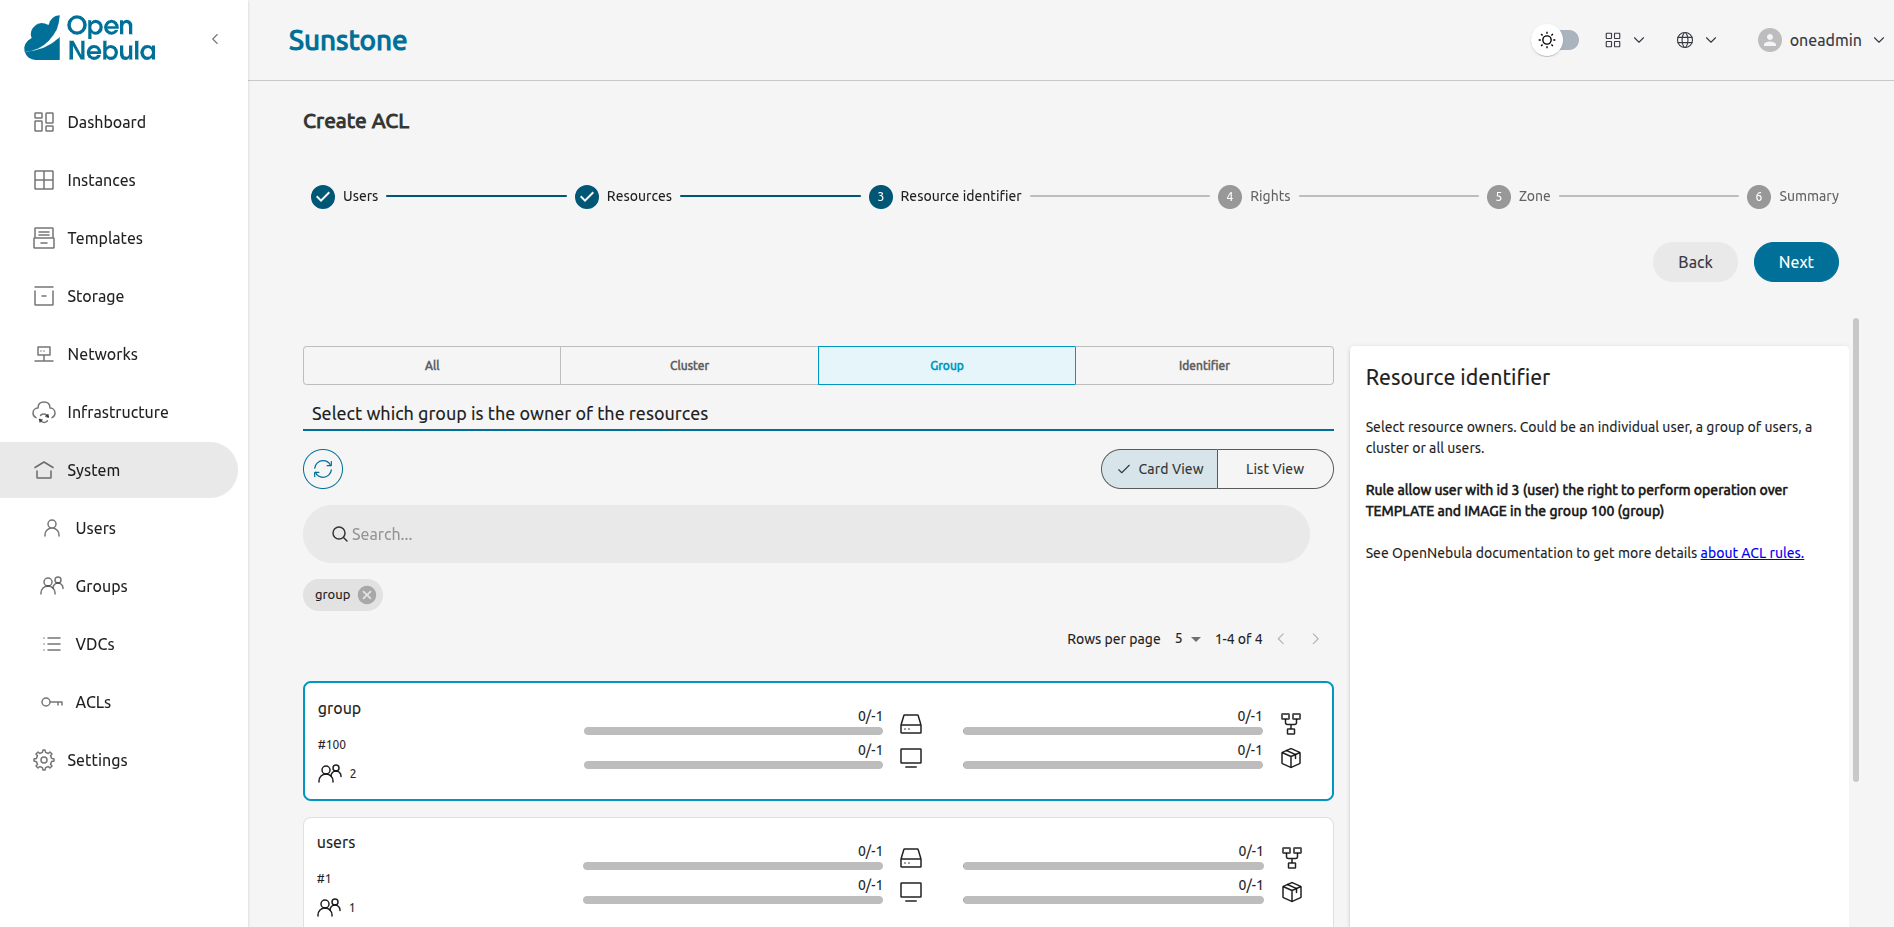 Open
Nebula
Sunstone
oneadmin
Dashboard
Instances
Templates
Storage
Networks
Infrastructure
System
Users
Groups
VDCs
ACLs
Settings
Create ACL
Users
Resources
3 Resource identifier
4 Rights
5 Zone
6 Summary
Back
Next
All
Cluster
Group
Identifier
Select which group is the owner of the resources
Card View
List View
Search...
group
Rows per page 5 1-4 of 4
group
#100
2
0/-1
0/-1
0/-1
0/-1
users
#1
1
0/-1
0/-1
0/-1
0/-1
Resource identifier
Select resource owners. Could be an individual user, a group of users, a
cluster or all users.
Rule allow user with id 3 (user) the right to perform operation over
TEMPLATE and IMAGE in the group 100 (group)
See OpenNebula documentation to get more details about ACL rules.